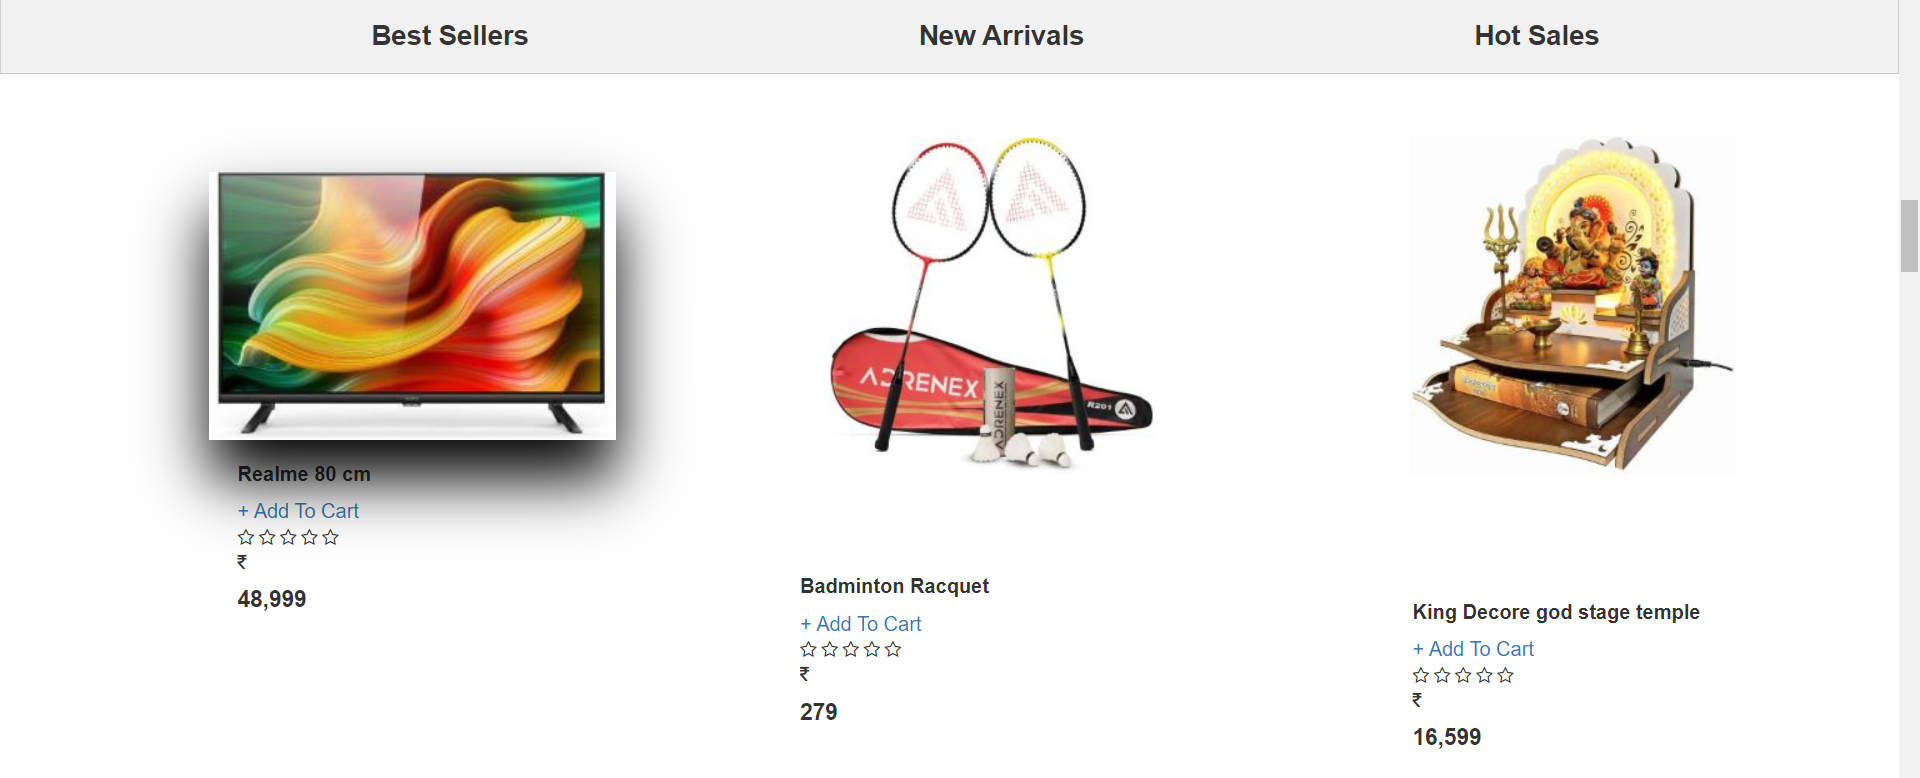 Best Sellers
New Arrivals
Hot Sales
ADRENEX
ADRENEX
R201
Realme 80 cm
+ Add To Cart
₹
48,999
Badminton Racquet
+ Add To Cart
₹
279
King Decore god stage temple
+ Add To Cart
₹
16,599